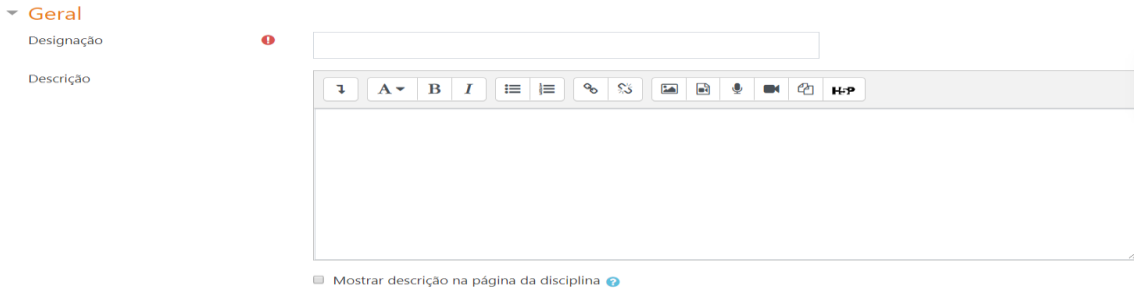 Geral
Designação
Descrição
A B I H-P
Mostrar descrição na página da disciplina